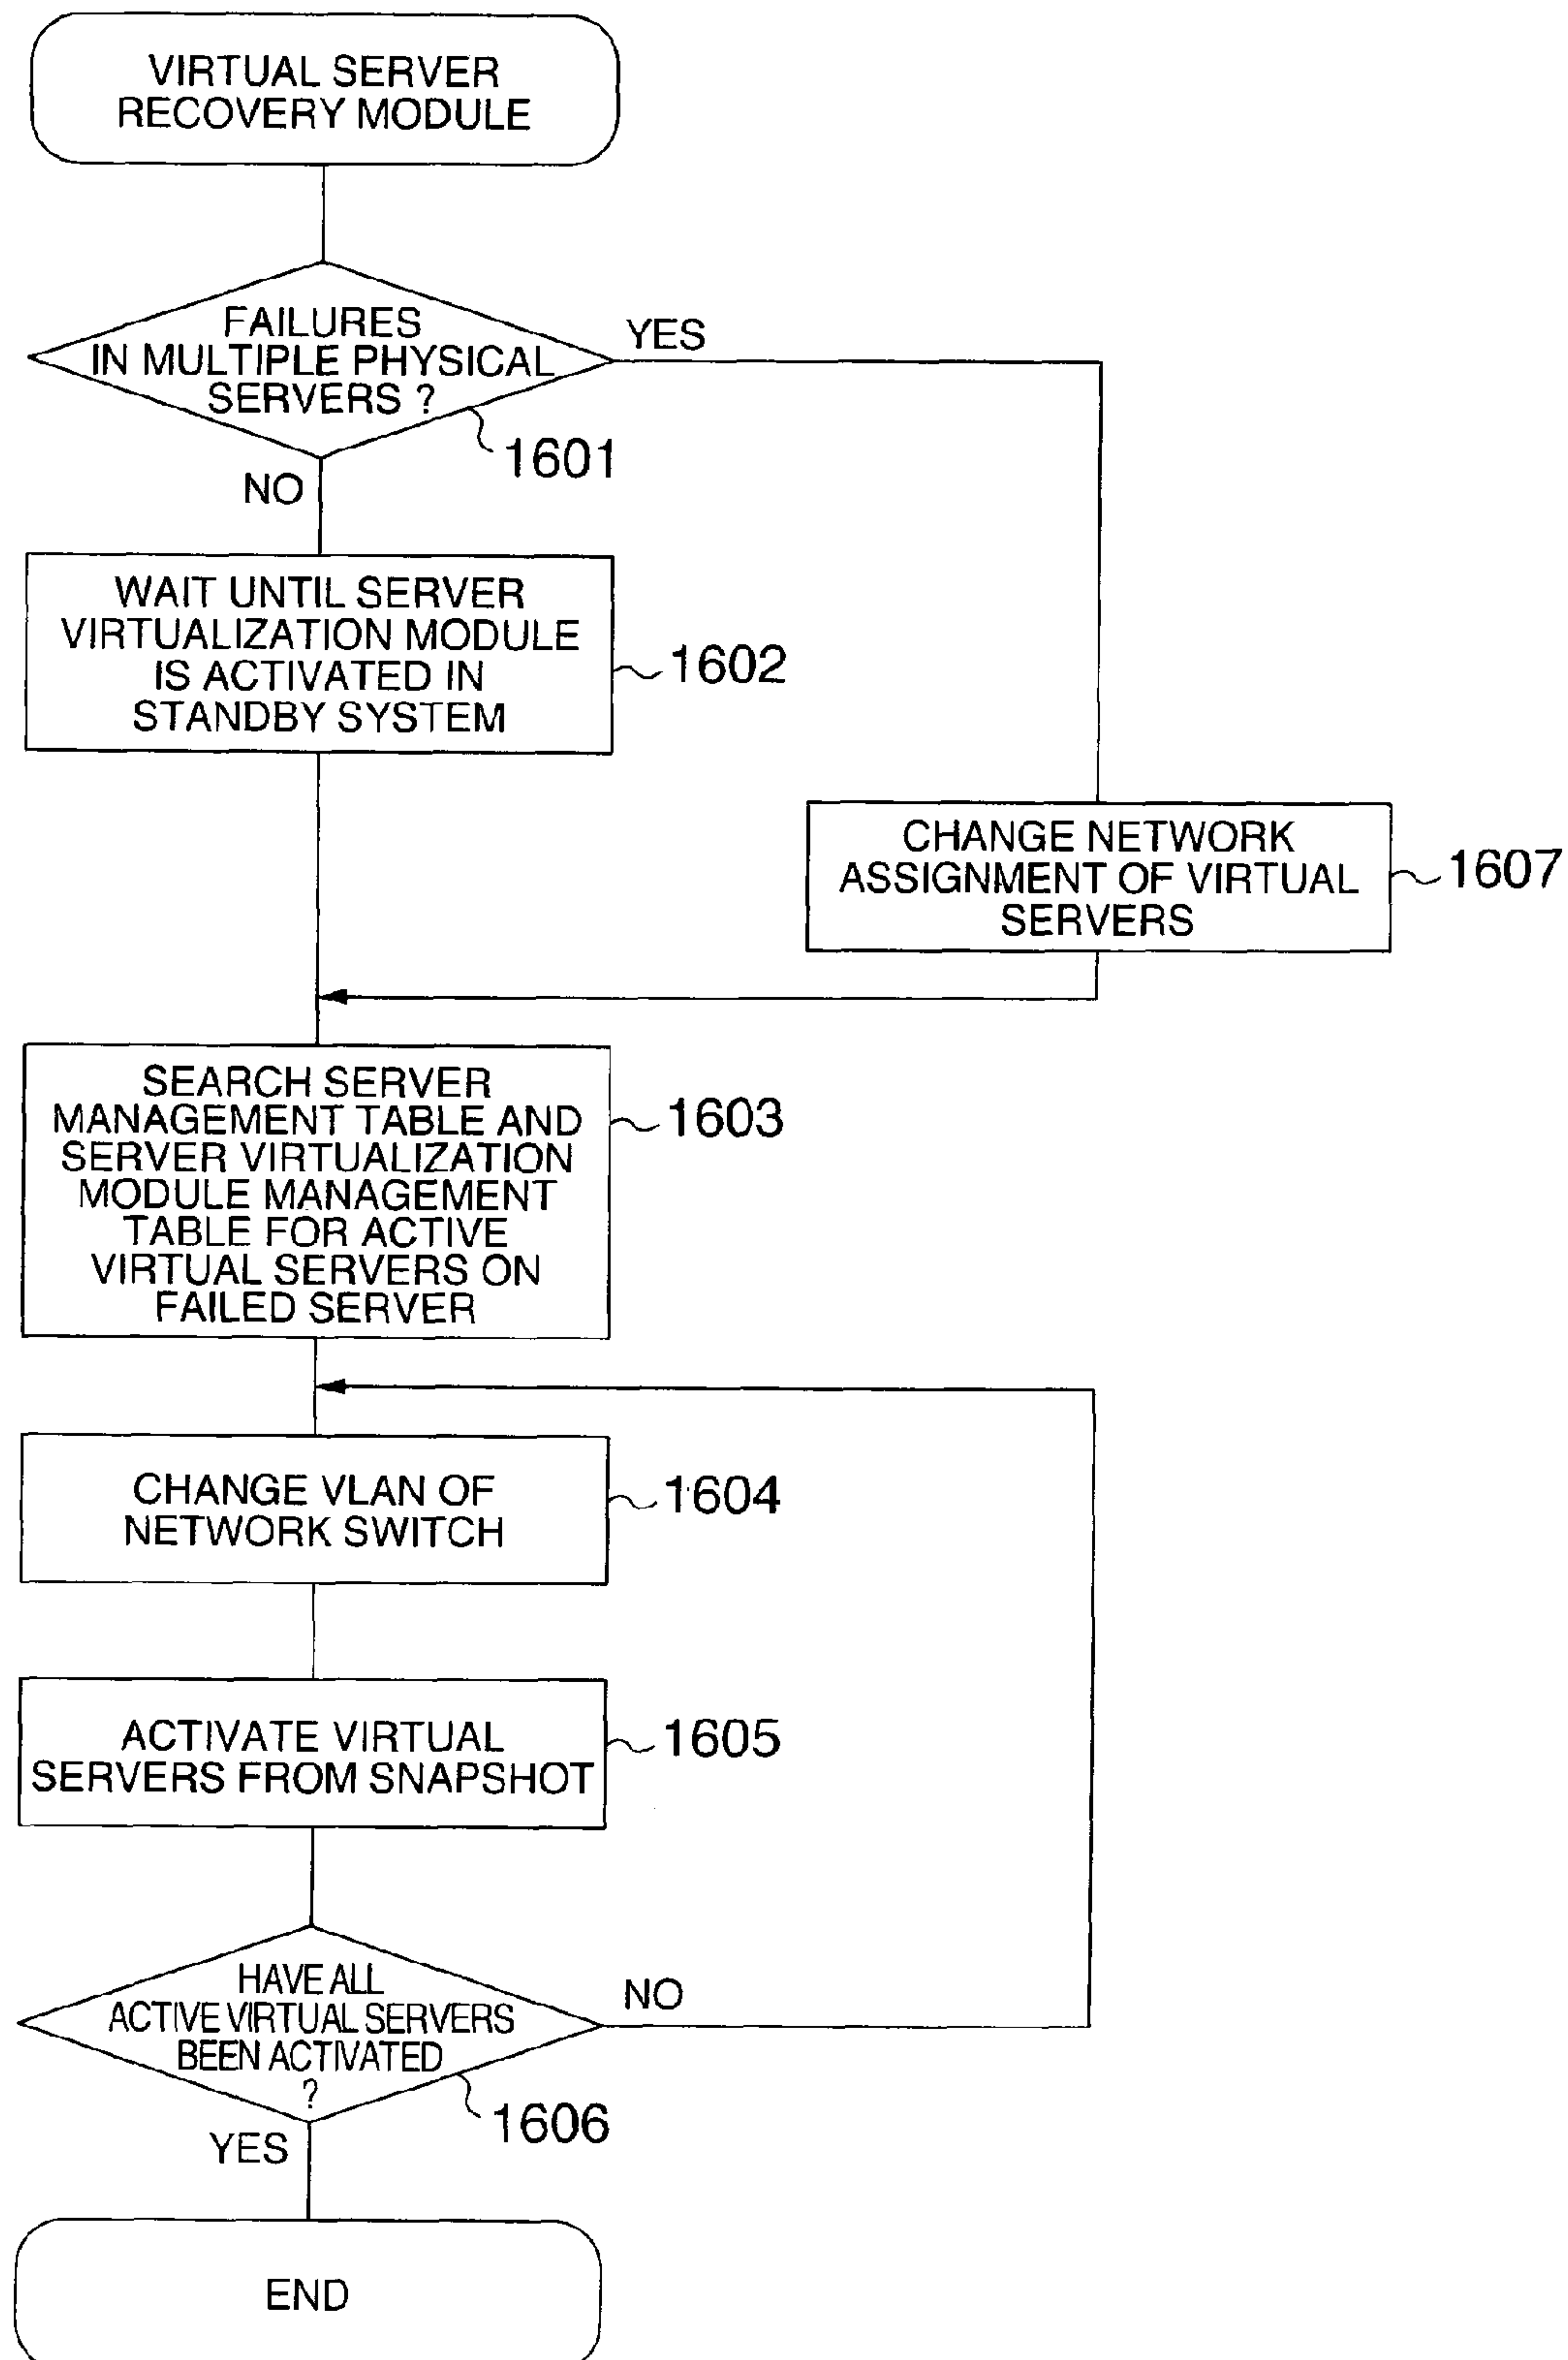 VIRTUAL SERVER
RECOVERY MODULE
FAILURES
IN MULTIPLE PHYSICAL
SERVERS ?
YES
1601
NO
WAIT UNTIL SERVER
VIRTUALIZATION MODULE
IS ACTIVATED IN
STANDBY SYSTEM
1602
CHANGE NETWORK
ASSIGNMENT OF VIRTUAL
SERVERS
1607
SEARCH SERVER
MANAGEMENT TABLE AND
SERVER VIRTUALIZATION
MODULE MANAGEMENT
TABLE FOR ACTIVE
VIRTUAL SERVERS ON
FAILED SERVER
1603
CHANGE VLAN OF
NETWORK SWITCH
1604
ACTIVATE VIRTUAL
SERVERS FROM SNAPSHOT
1605
HAVE ALL
ACTIVE VIRTUAL SERVERS
BEEN ACTIVATED
?
NO
1606
YES
END